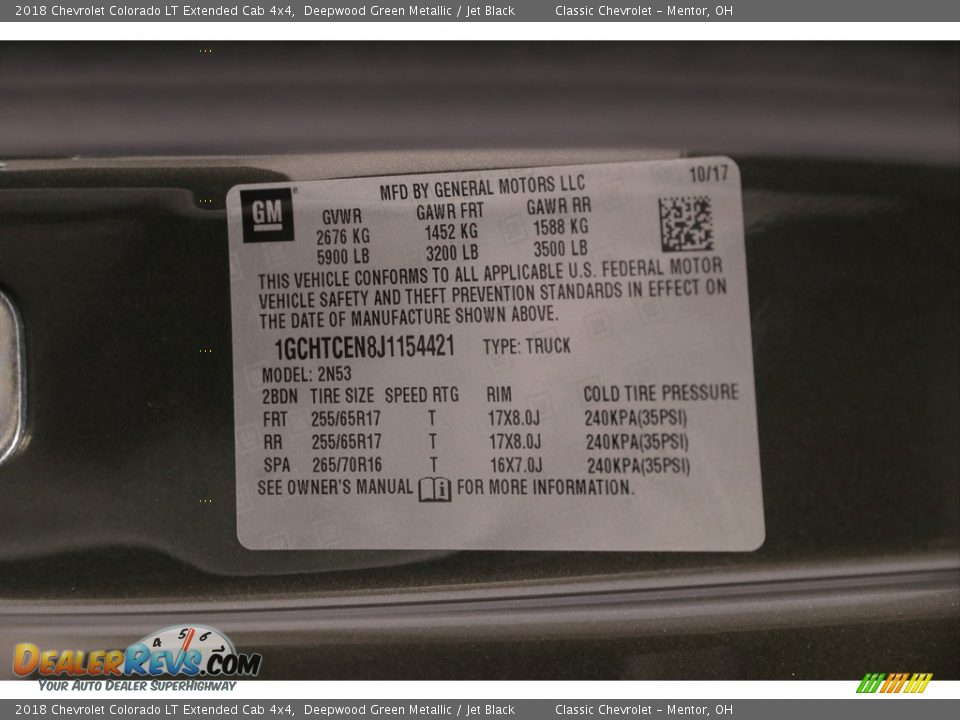 2018 Chevrolet Colorado LT Extended Cab 4x4, Deepwood Green Metallic / Jet Black Classic Chevrolet – Mentor, OH
10/17
GM® MFD BY GENERAL MOTORS LLC
GVWR GAWR FRT GAWR RR
2676 KG 1452 KG 1588 KG
5900 LB 3200 LB 3500 LB
THIS VEHICLE CONFORMS TO ALL APPLICABLE U.S. FEDERAL MOTOR
VEHICLE SAFETY AND THEFT PREVENTION STANDARDS IN EFFECT ON
THE DATE OF MANUFACTURE SHOWN ABOVE.
1GCHTCEN8J1154421 TYPE: TRUCK
MODEL: 2N53
2BDN TIRE SIZE SPEED RTG RIM COLD TIRE PRESSURE
FRT 255/65R17 T 17X8.0J 240KPA(35PSI)
RR 255/65R17 T 17X8.0J 240KPA(35PSI)
SPA 265/70R16 T 16X7.0J 240KPA(35PSI)
SEE OWNER'S MANUAL i FOR MORE INFORMATION.
4 5 6
DEALERREVS.COM
YOUR AUTO DEALER SUPERHIGHWAY
2018 Chevrolet Colorado LT Extended Cab 4x4, Deepwood Green Metallic / Jet Black Classic Chevrolet – Mentor, OH